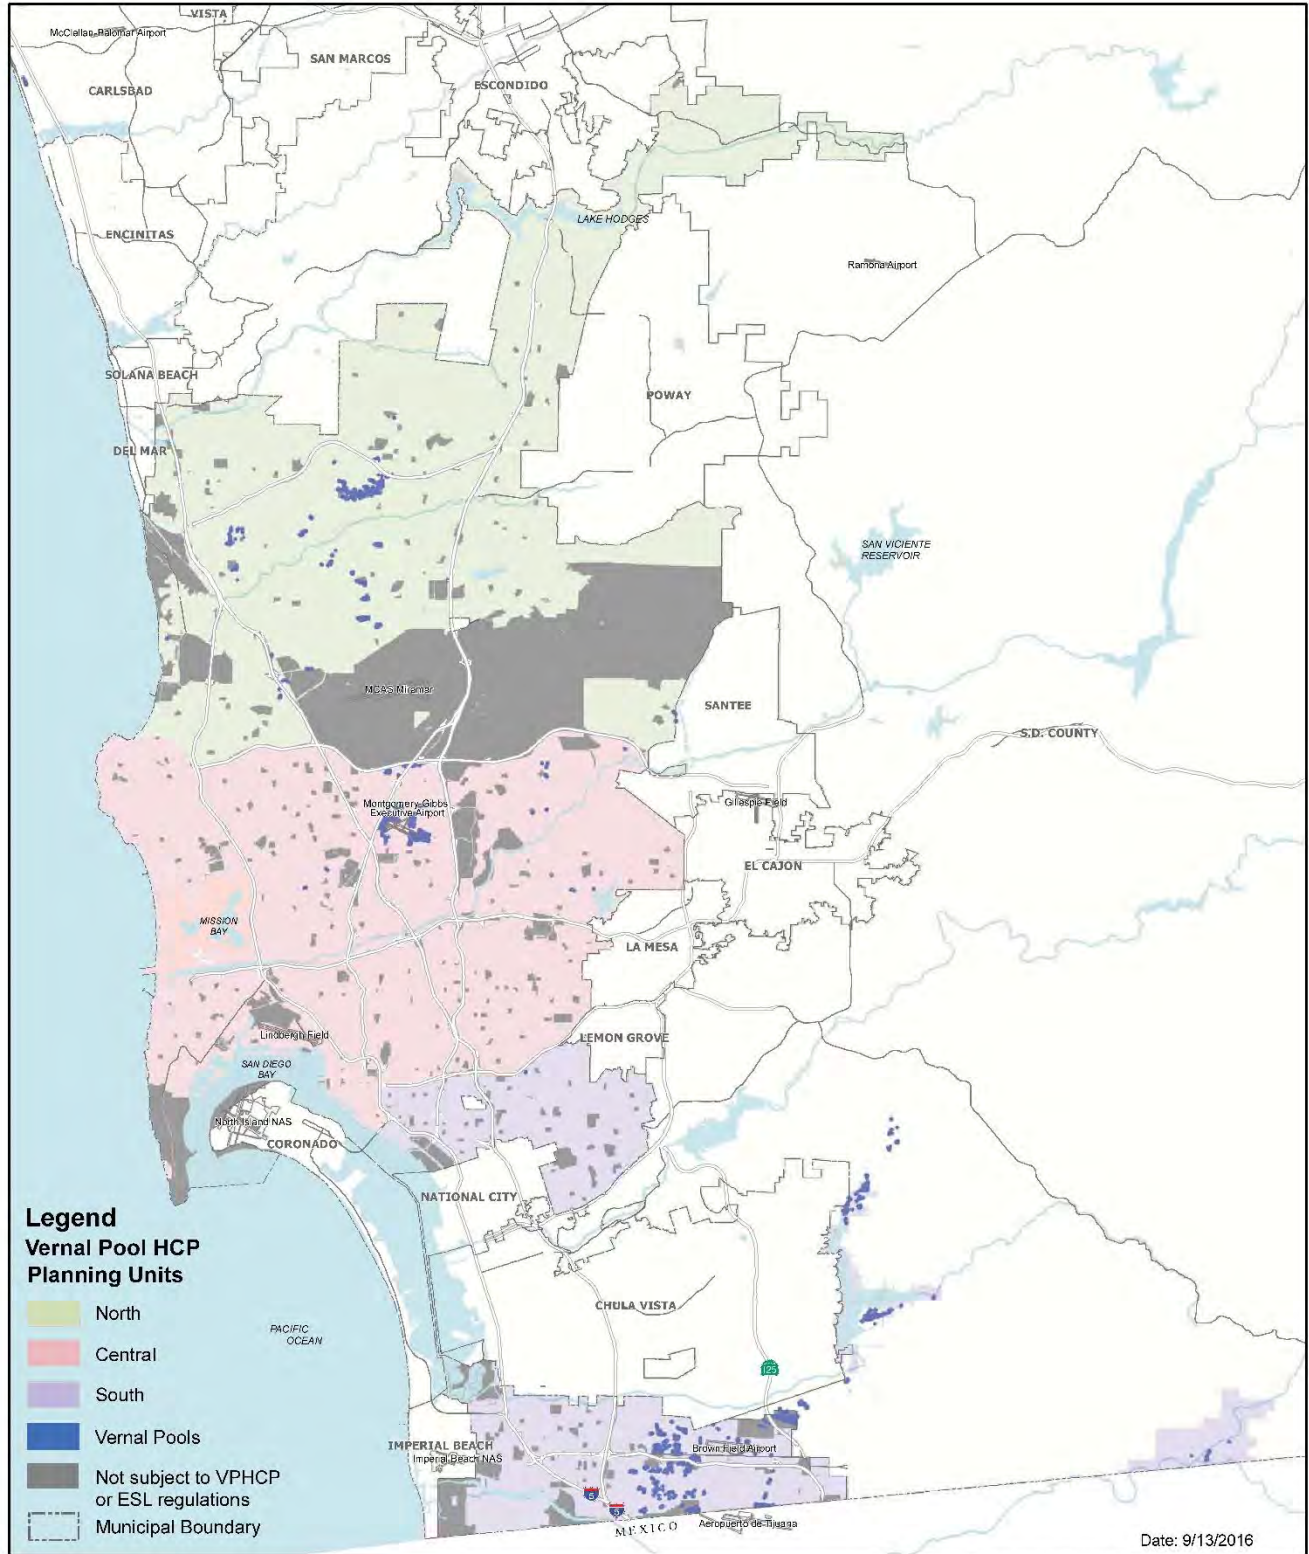 VISTA
McClellan-Palomar Airport
SAN MARCOS
ESCONDIDO
CARLSBAD
LAKE HODGES
ENCINITAS
Ramona Airport
SOLANA BEACH
POWAY
DEL MAR
SAN VICIENTE
RESERVOIR
MCAS Miramar
SANTEE
S.D. COUNTY
Montgomery Gibbs
Executive Airport
Gillespie Field
EL CAJON
MISSION
BAY
LA MESA
Lindbergh Field
LEMON GROVE
SAN DIEGO
BAY
North Island NAS
CORONADO
NATIONAL CITY
Legend
Vernal Pool HCP
Planning Units
North
Central
South
Vernal Pools
Not subject to VPHCP
or ESL regulations
Municipal Boundary
PACIFIC
OCEAN
CHULA VISTA
125
IMPERIAL BEACH
Imperial Beach NAS
Brown Field Airport
5
5
MEXICO
Aeropuerto de Tijuana
Date: 9/13/2016